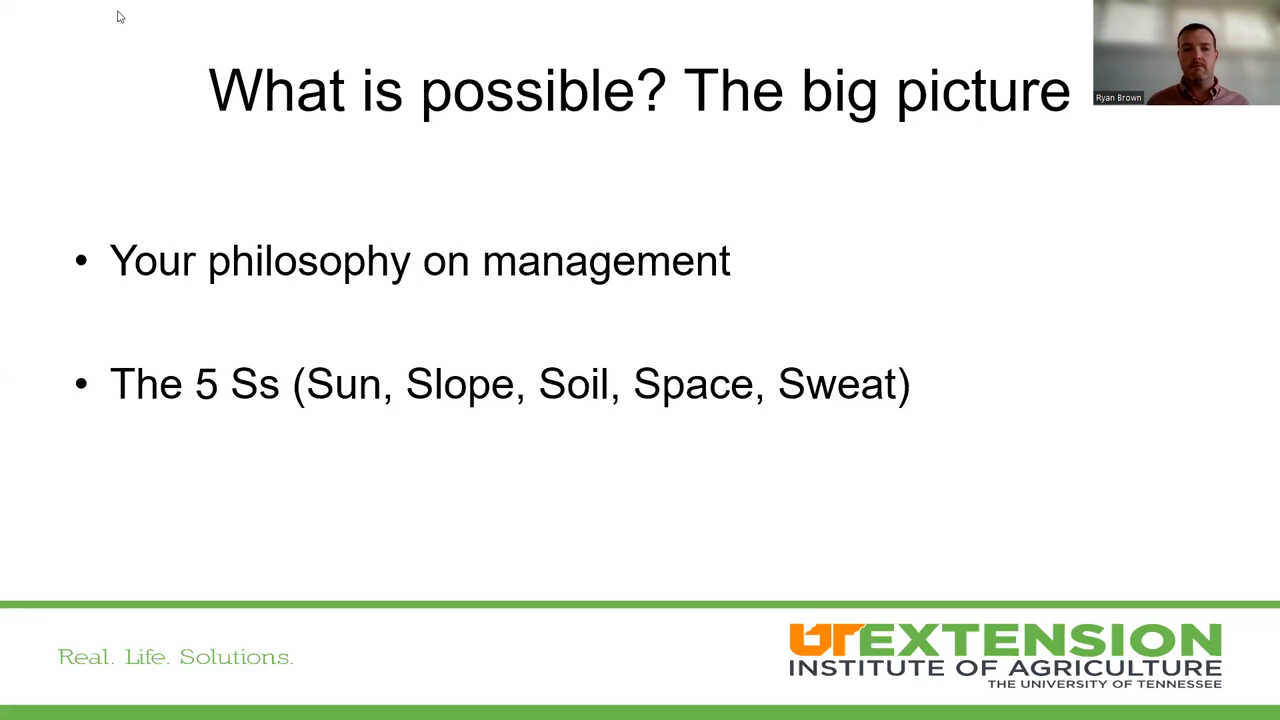 What is possible? The big picture
Ryan Brown
• Your philosophy on management
• The 5 Ss (Sun, Slope, Soil, Space, Sweat)
Real. Life. Solutions.
UTEXTENSION
INSTITUTE OF AGRICULTURE
THE UNIVERSITY OF TENNESSEE